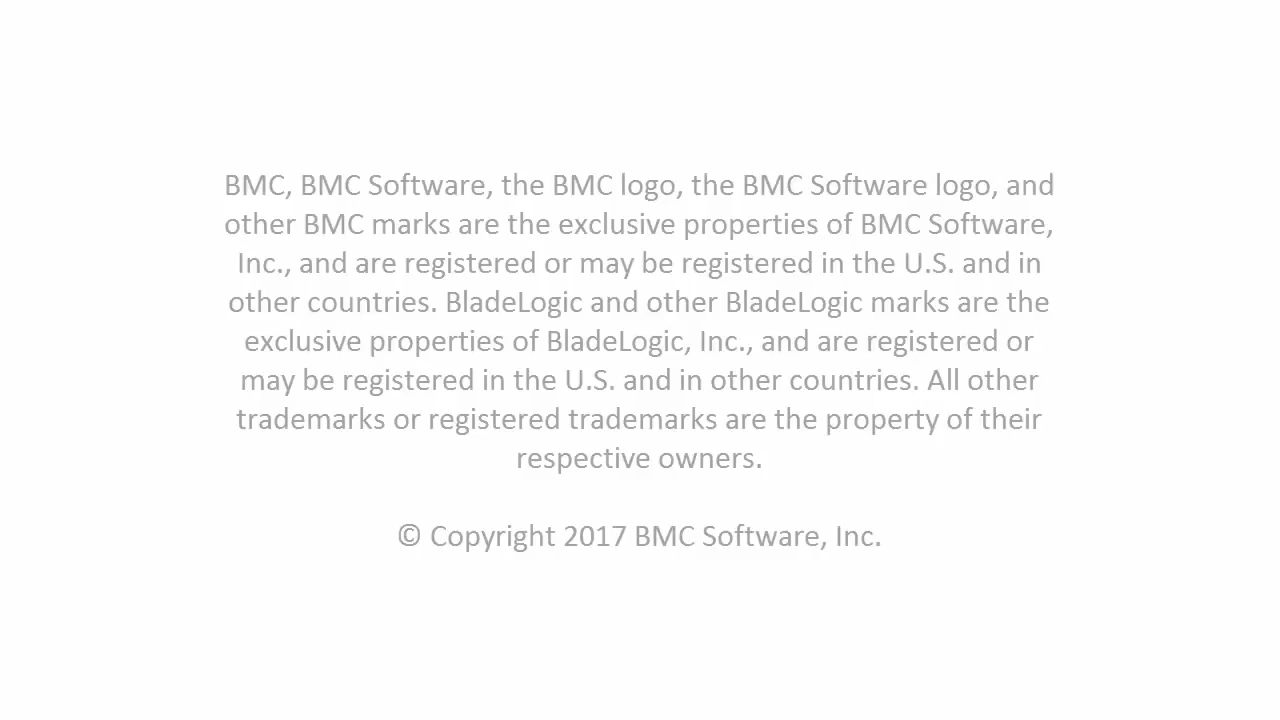 BMC, BMC Software, the BMC logo, the BMC Software logo, and
other BMC marks are the exclusive properties of BMC Software,
Inc., and are registered or may be registered in the U.S. and in
other countries. BladeLogic and other BladeLogic marks are the
exclusive properties of BladeLogic, Inc., and are registered or
may be registered in the U.S. and in other countries. All other
trademarks or registered trademarks are the property of their
respective owners.
© Copyright 2017 BMC Software, Inc.